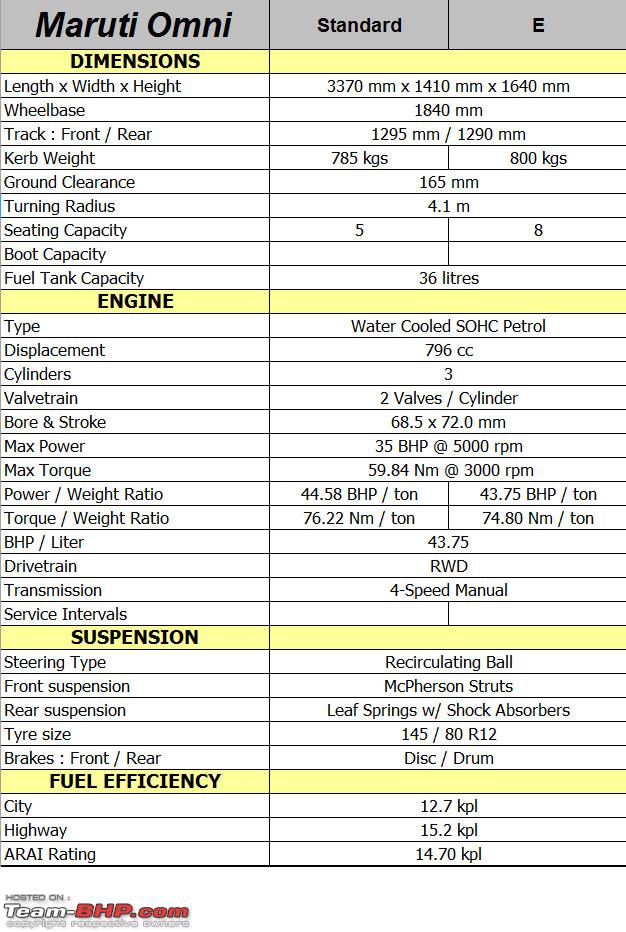 Maruti Omni Standard E
DIMENSIONS
Length x Width x Height 3370 mm x 1410 mm x 1640 mm
Wheelbase 1840 mm
Track : Front / Rear 1295 mm / 1290 mm
Kerb Weight 785 kgs 800 kgs
Ground Clearance 165 mm
Turning Radius 4.1 m
Seating Capacity 5 8
Boot Capacity
Fuel Tank Capacity 36 litres
ENGINE
Type Water Cooled SOHC Petrol
Displacement 796 cc
Cylinders 3
Valvetrain 2 Valves / Cylinder
Bore & Stroke 68.5 x 72.0 mm
Max Power 35 BHP @ 5000 rpm
Max Torque 59.84 Nm @ 3000 rpm
Power / Weight Ratio 44.58 BHP / ton 43.75 BHP / ton
Torque / Weight Ratio 76.22 Nm / ton 74.80 Nm / ton
BHP / Liter 43.75
Drivetrain RWD
Transmission 4-Speed Manual
Service Intervals
SUSPENSION
Steering Type Recirculating Ball
Front suspension McPherson Struts
Rear suspension Leaf Springs w/ Shock Absorbers
Tyre size 145 / 80 R12
Brakes : Front / Rear Disc / Drum
FUEL EFFICIENCY
City 12.7 kpl
Highway 15.2 kpl
ARAI Rating 14.70 kpl
HOSTED ON :
Team-BHP.com
copyright respective owners